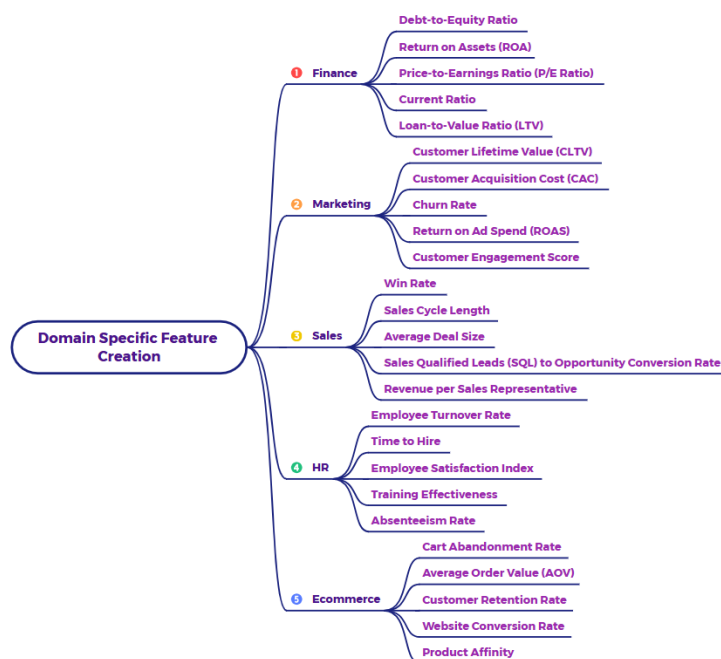 Domain Specific Feature
Creation
1 Finance
Debt-to-Equity Ratio
Return on Assets (ROA)
Price-to-Earnings Ratio (P/E Ratio)
Current Ratio
Loan-to-Value Ratio (LTV)
2 Marketing
Customer Lifetime Value (CLTV)
Customer Acquisition Cost (CAC)
Churn Rate
Return on Ad Spend (ROAS)
Customer Engagement Score
3 Sales
Win Rate
Sales Cycle Length
Average Deal Size
Sales Qualified Leads (SQL) to Opportunity Conversion Rate
Revenue per Sales Representative
4 HR
Employee Turnover Rate
Time to Hire
Employee Satisfaction Index
Training Effectiveness
Absenteeism Rate
5 Ecommerce
Cart Abandonment Rate
Average Order Value (AOV)
Customer Retention Rate
Website Conversion Rate
Product Affinity